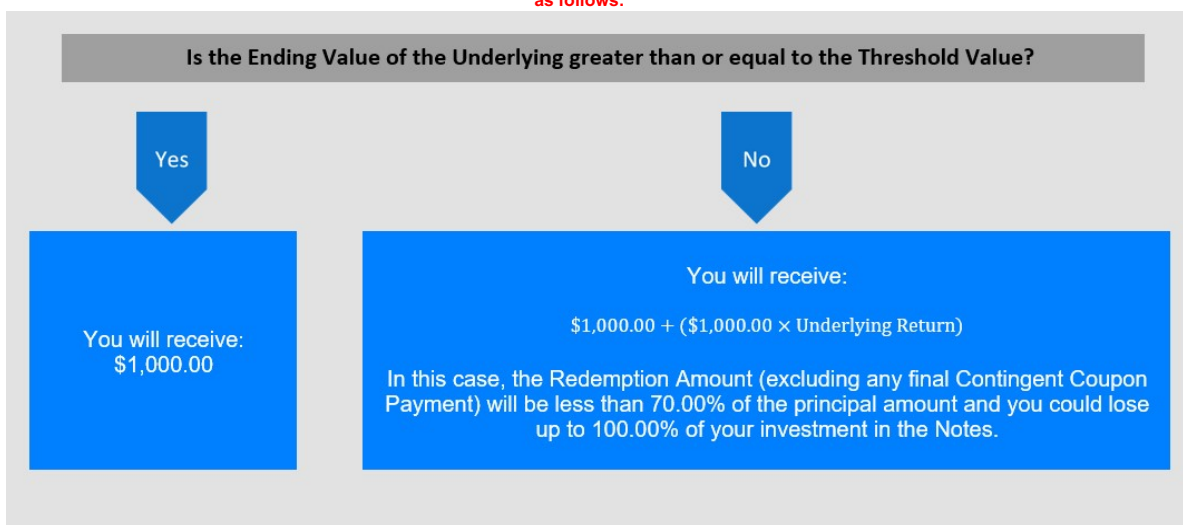 as follows:
Is the Ending Value of the Underlying greater than or equal to the Threshold Value?
Yes
No
You will receive:
$1,000.00
You will receive:
$1,000.00 + ($1,000.00 × Underlying Return)
In this case, the Redemption Amount (excluding any final Contingent Coupon
Payment) will be less than 70.00% of the principal amount and you could lose
up to 100.00% of your investment in the Notes.